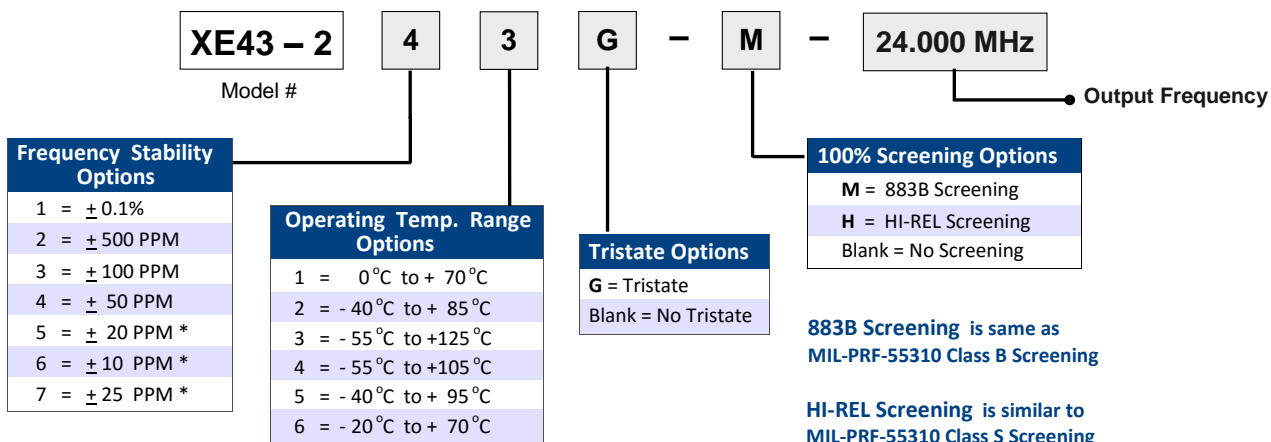 XE43 – 2 4 3 G – M – 24.000 MHz
Model #
Output Frequency
Frequency Stability
Options
1 = ± 0.1%
2 = ± 500 PPM
3 = ± 100 PPM
4 = ± 50 PPM
5 = ± 20 PPM *
6 = ± 10 PPM *
7 = ± 25 PPM *
Operating Temp. Range
Options
1 = 0 °C to + 70 °C
2 = - 40 °C to + 85 °C
3 = - 55 °C to +125 °C
4 = - 55 °C to +105 °C
5 = - 40 °C to + 95 °C
6 = - 20 °C to + 70 °C
Tristate Options
G = Tristate
Blank = No Tristate
100% Screening Options
M = 883B Screening
H = HI-REL Screening
Blank = No Screening
883B Screening is same as
MIL-PRF-55310 Class B Screening
HI-REL Screening is similar to
MIL-PRF-55310 Class S Screening